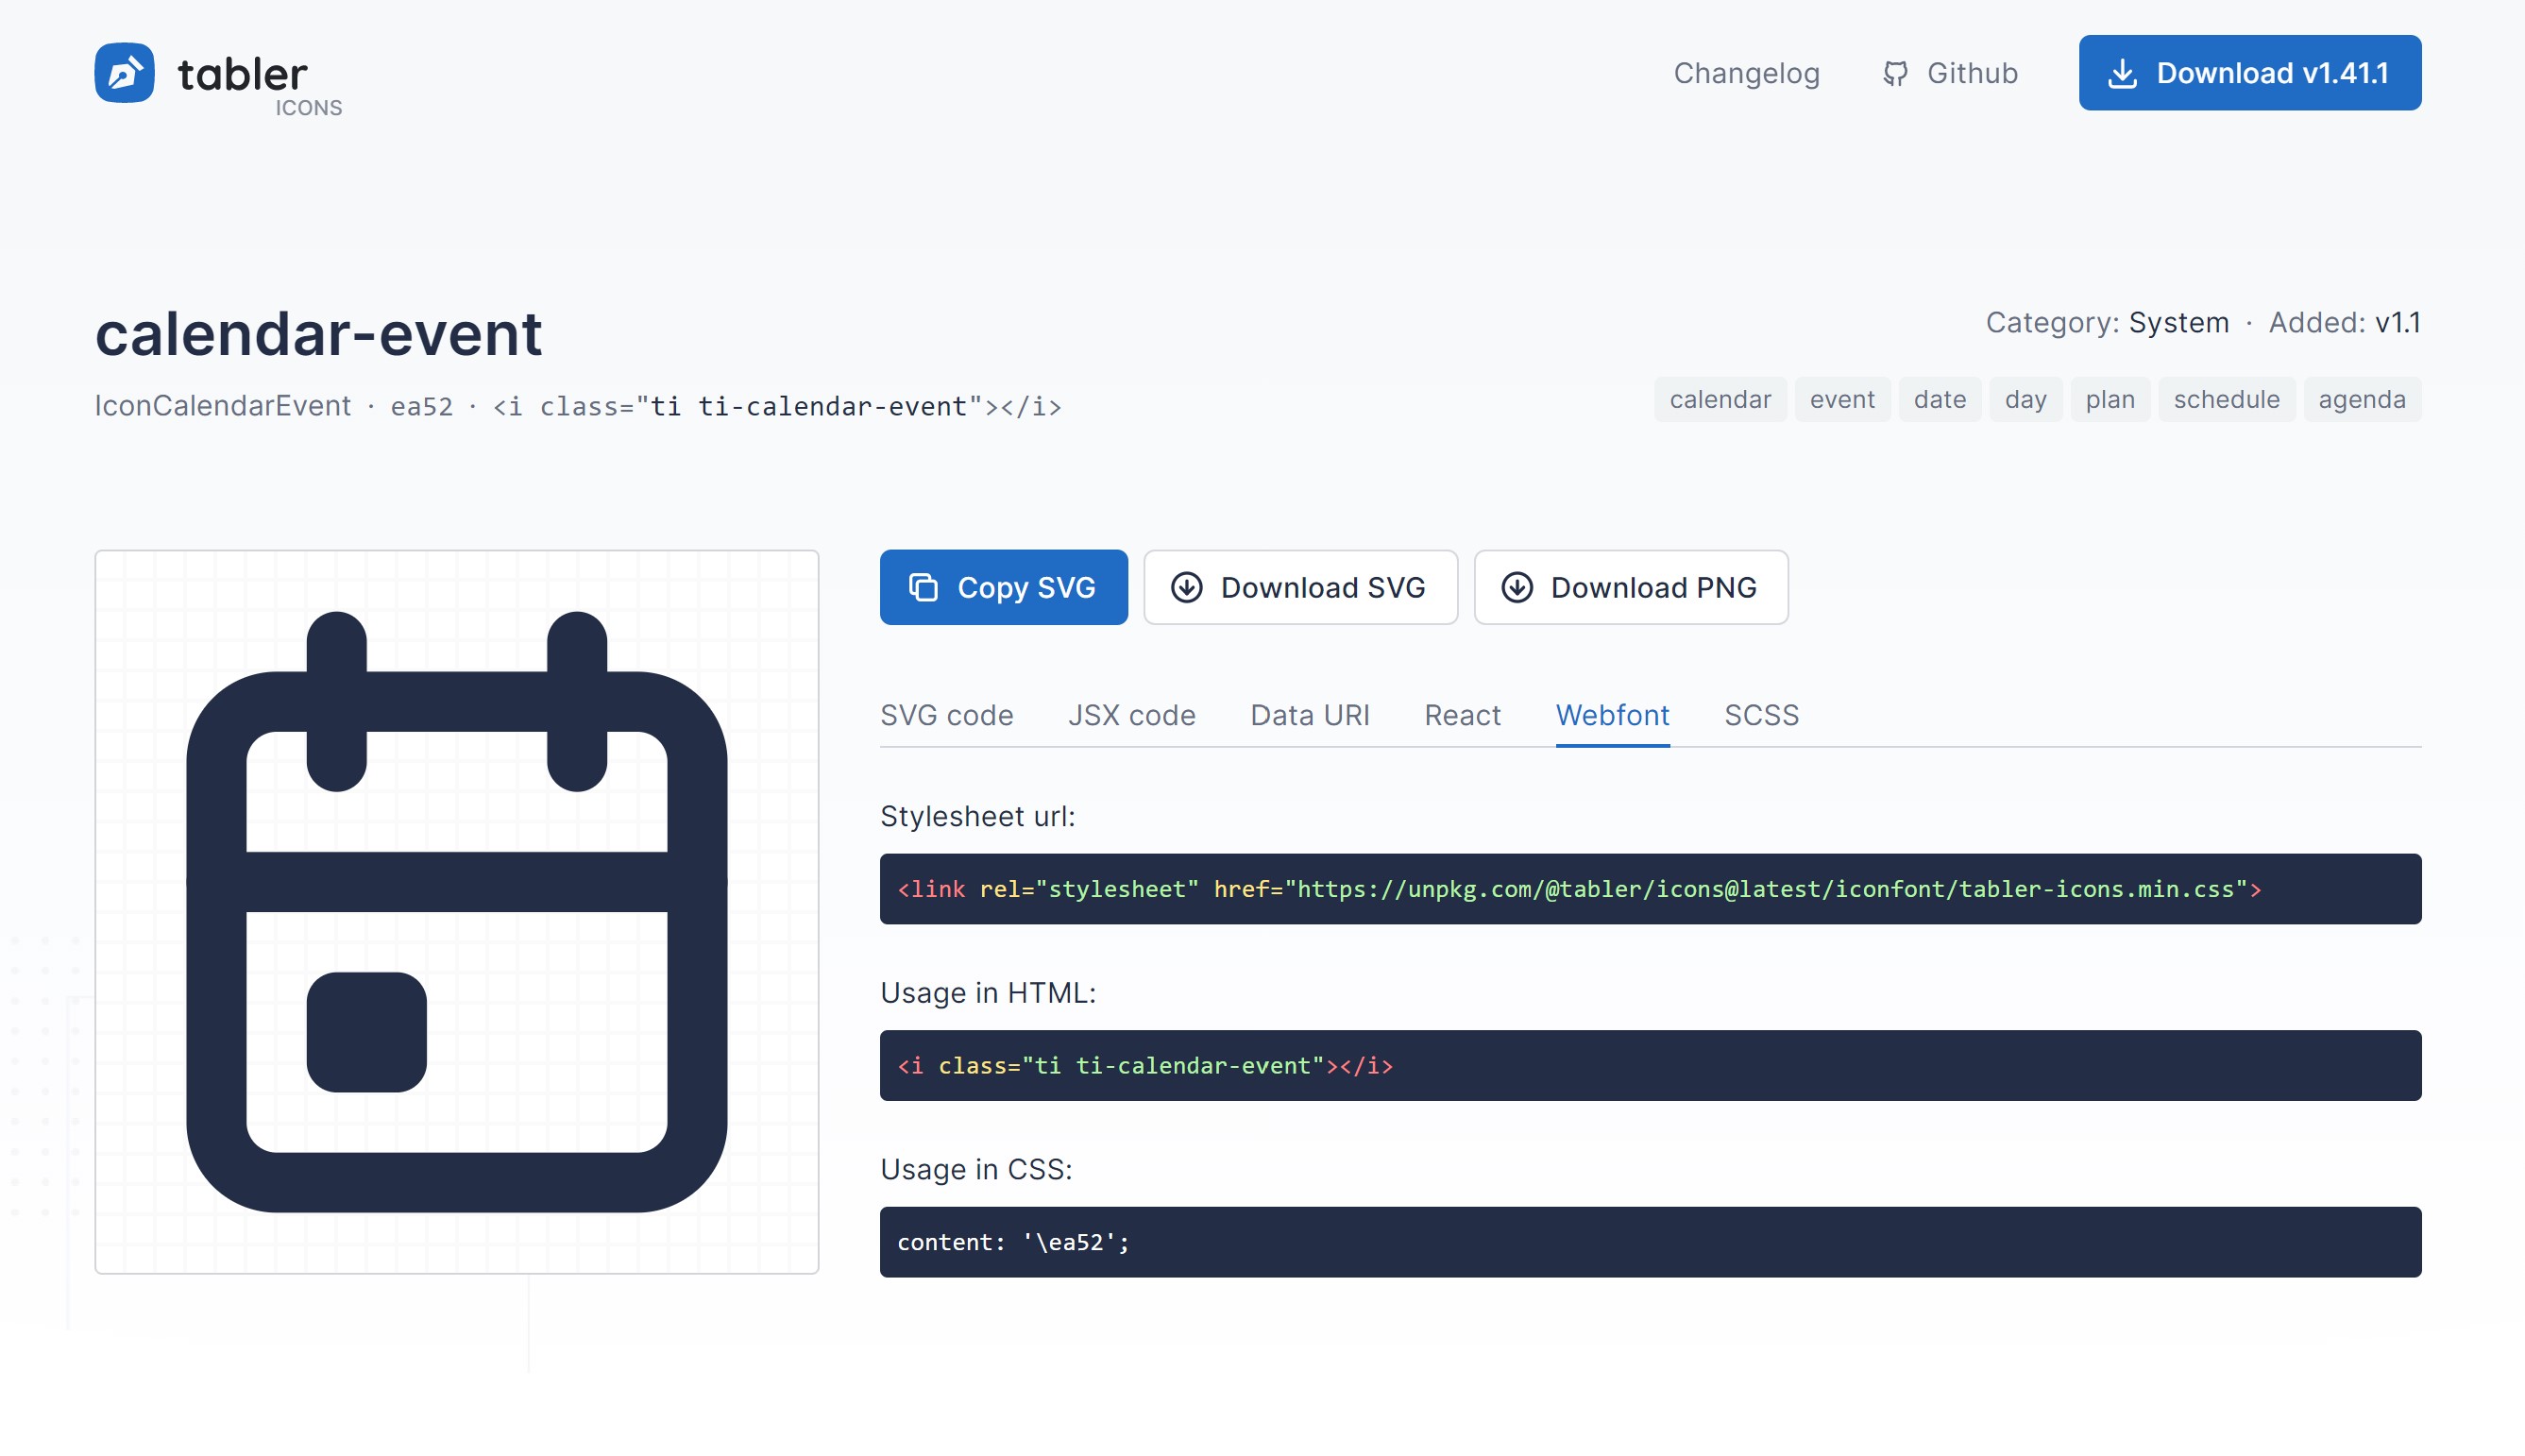 tabler
ICONS
Changelog
Github
Download v1.41.1
calendar-event
IconCalendarEvent · ea52 · <i class="ti ti-calendar-event"></i>
Category: System · Added: v1.1
calendar event date day plan schedule agenda
Copy SVG
Download SVG
Download PNG
SVG code JSX code Data URI React Webfont SCSS
Stylesheet url:
<link rel="stylesheet" href="https://unpkg.com/@tabler/icons@latest/iconfont/tabler-icons.min.css">
Usage in HTML:
<i class="ti ti-calendar-event"></i>
Usage in CSS:
content: '\ea52';